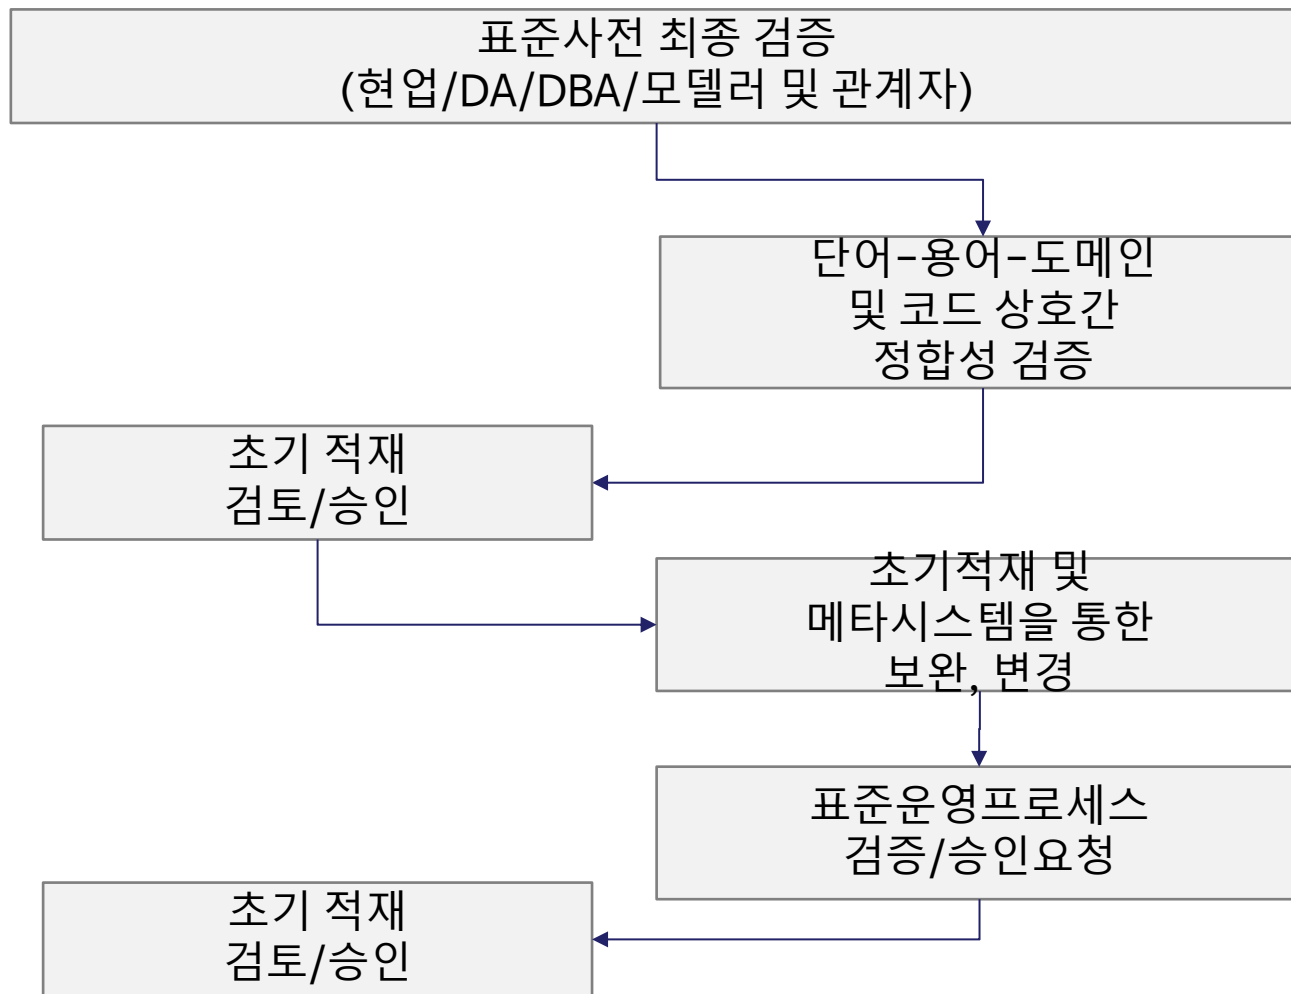 표준사전 최종 검증
(현업/DA/DBA/모델러 및 관계자)
단어–용어–도메인
및 코드 상호간
정합성 검증
초기 적재
검토/승인
초기적재 및
메타시스템을 통한
보완, 변경
표준운영프로세스
검증/승인요청
초기 적재
검토/승인